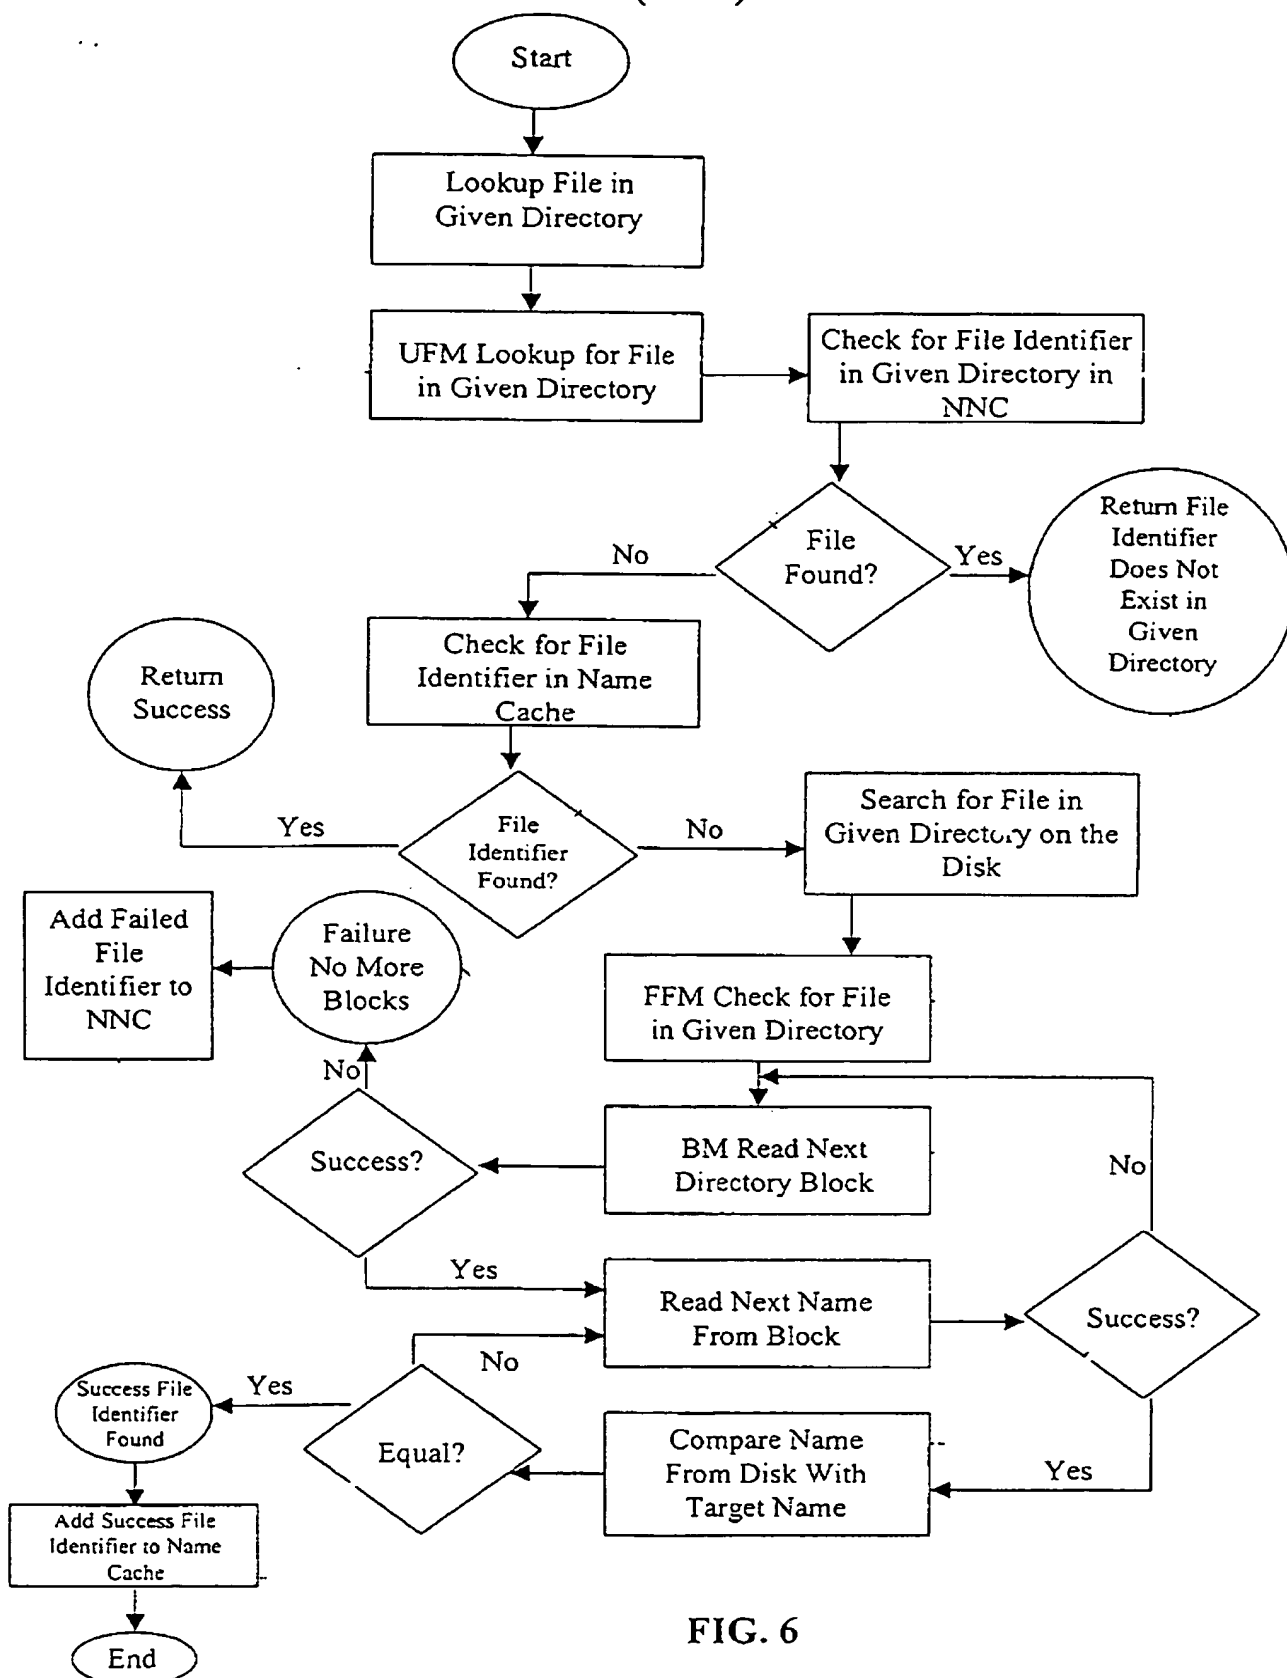 Start
Lookup File in
Given Directory
UFM Lookup for File
in Given Directory
Check for File Identifier
in Given Directory in
NNC
File
Found?
No
Yes
Return File
Identifier
Does Not
Exist in
Given
Directory
Check for File
Identifier in Name
Cache
Return
Success
File
Identifier
Found?
Yes
No
Search for File in
Given Directory on the
Disk
Add Failed
File
Identifier to
NNC
Failure
No More
Blocks
FFM Check for File
in Given Directory
No
Success?
BM Read Next
Directory Block
No
Yes
Read Next Name
From Block
Success?
No
Success File
Identifier
Found
Yes
Equal?
Compare Name
From Disk With
Target Name
Yes
Add Success File
Identifier to Name
Cache
End
FIG. 6